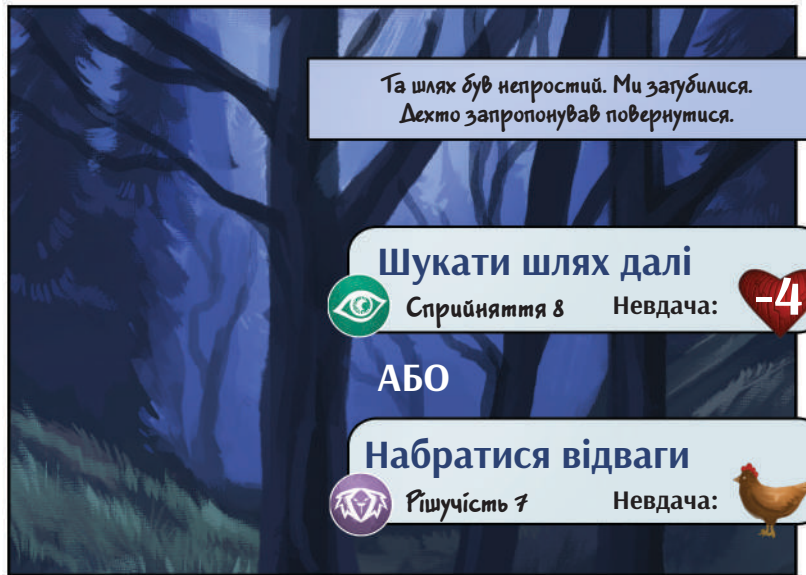 Та шлях був непростий. Ми загубилися.
Дехто запропонував повернутися.
Шукати шлях далі
Сприйняття 8 Невдача: -4
АБО
Набратися відваги
Рішучість 7 Невдача: